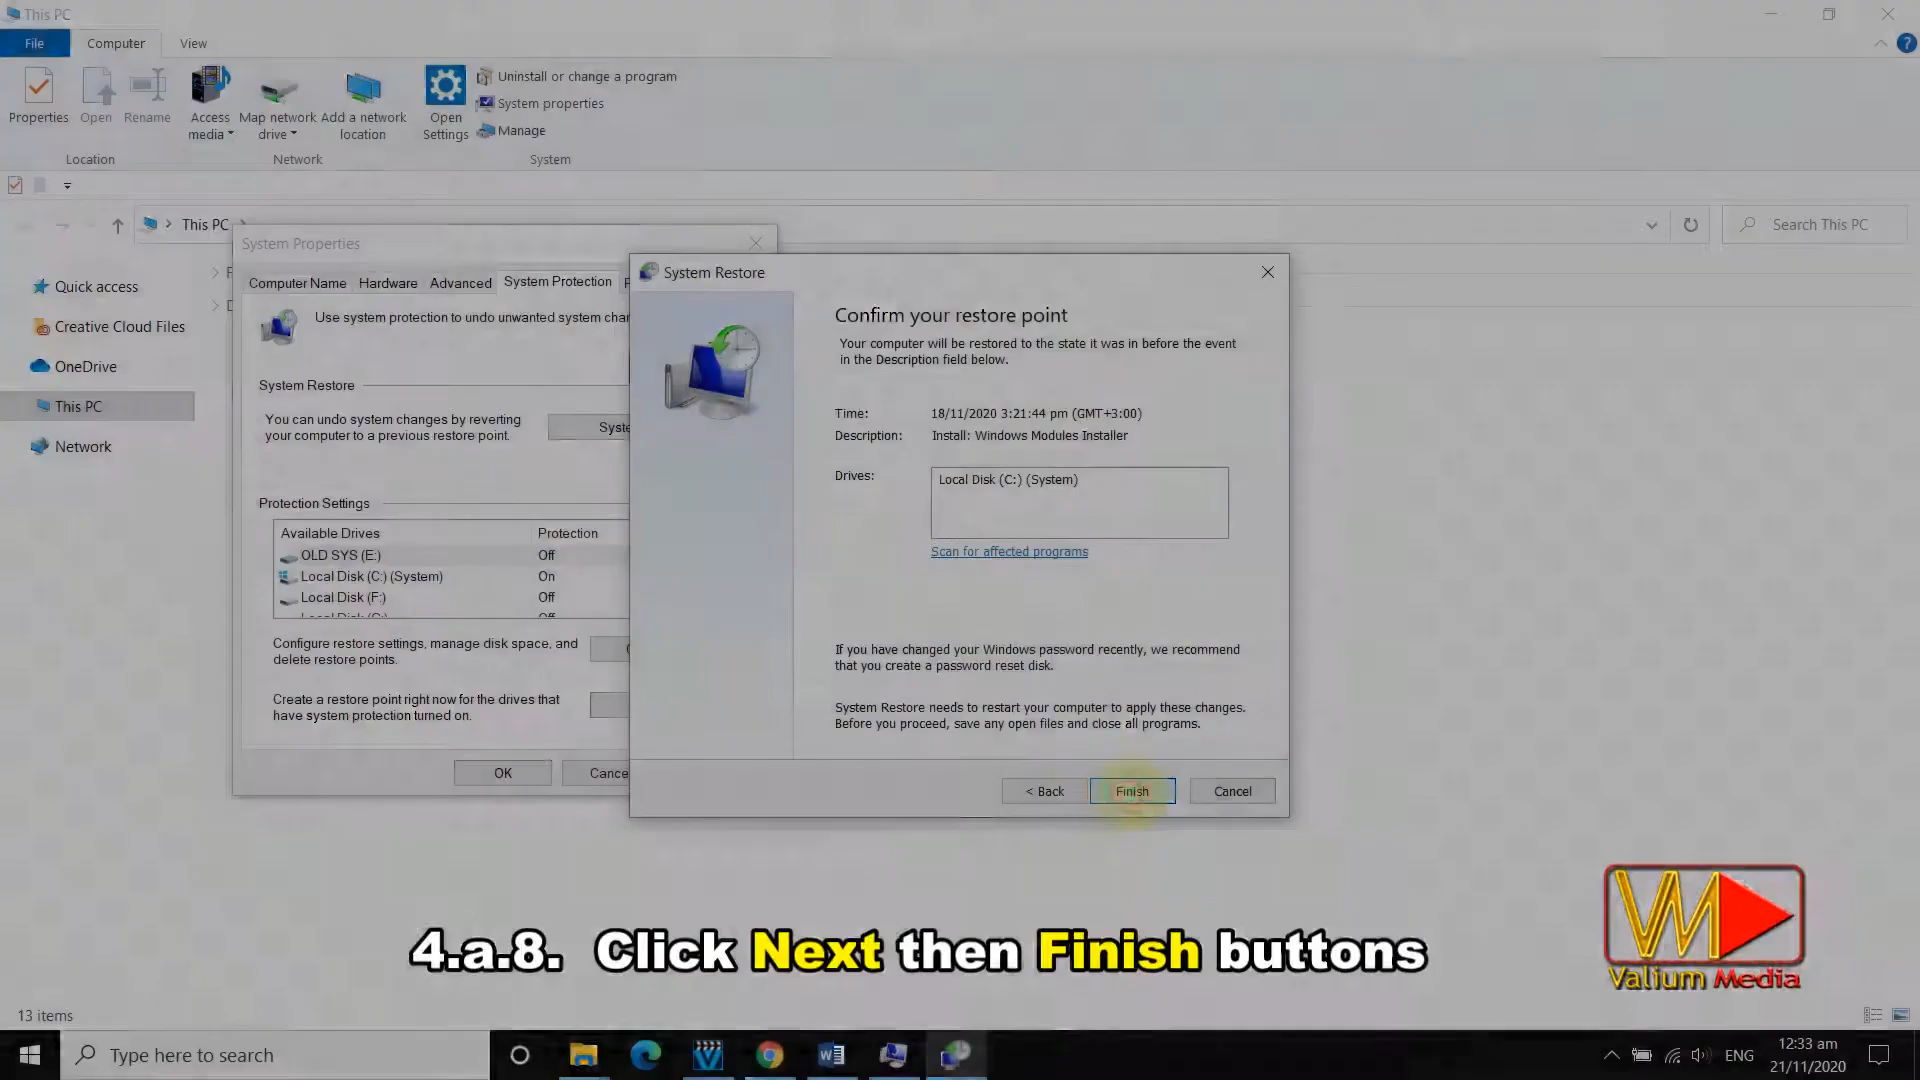 This PC
File
Computer
View
Properties
Open
Rename
Access
media
Map network
drive
Add a network
location
Open
Settings
Uninstall or change a program
System properties
Manage
Location
Network
System
This PC
Search This PC
Quick access
Creative Cloud Files
OneDrive
This PC
Network
System Properties
Computer Name
Hardware
Advanced
System Protection
Use system protection to undo unwanted system
System Restore
You can undo system changes by reverting
your computer to a previous restore point.
Protection Settings
Available Drives
Protection
OLD SYS (E:)
Off
Local Disk (C:) (System)
On
Local Disk (F:)
Off
Configure restore settings, manage disk space, and
delete restore points.
Create a restore point right now for the drives that
have system protection turned on.
OK
System Restore
Confirm your restore point
Your computer will be restored to the state it was in before the event
in the Description field below.
Time:
18/11/2020 3:21:44 pm (GMT+3:00)
Description:
Install: Windows Modules Installer
Drives:
Local Disk (C:) (System)
Scan for affected programs
If you have changed your Windows password recently, we recommend
that you create a password reset disk.
System Restore needs to restart your computer to apply these changes.
Before you proceed, save any open files and close all programs.
< Back
Finish
Cancel
4.a.8. Click Next then Finish buttons
VM
Valium Media
13 items
Type here to search
ENG
12:33 am
21/11/2020